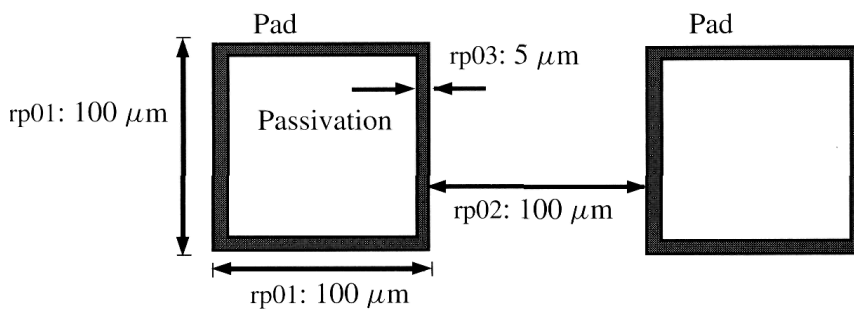 Pad
Pad
rp03: 5 μm
rp01: 100 μm
Passivation
rp02: 100 μm
rp01: 100 μm